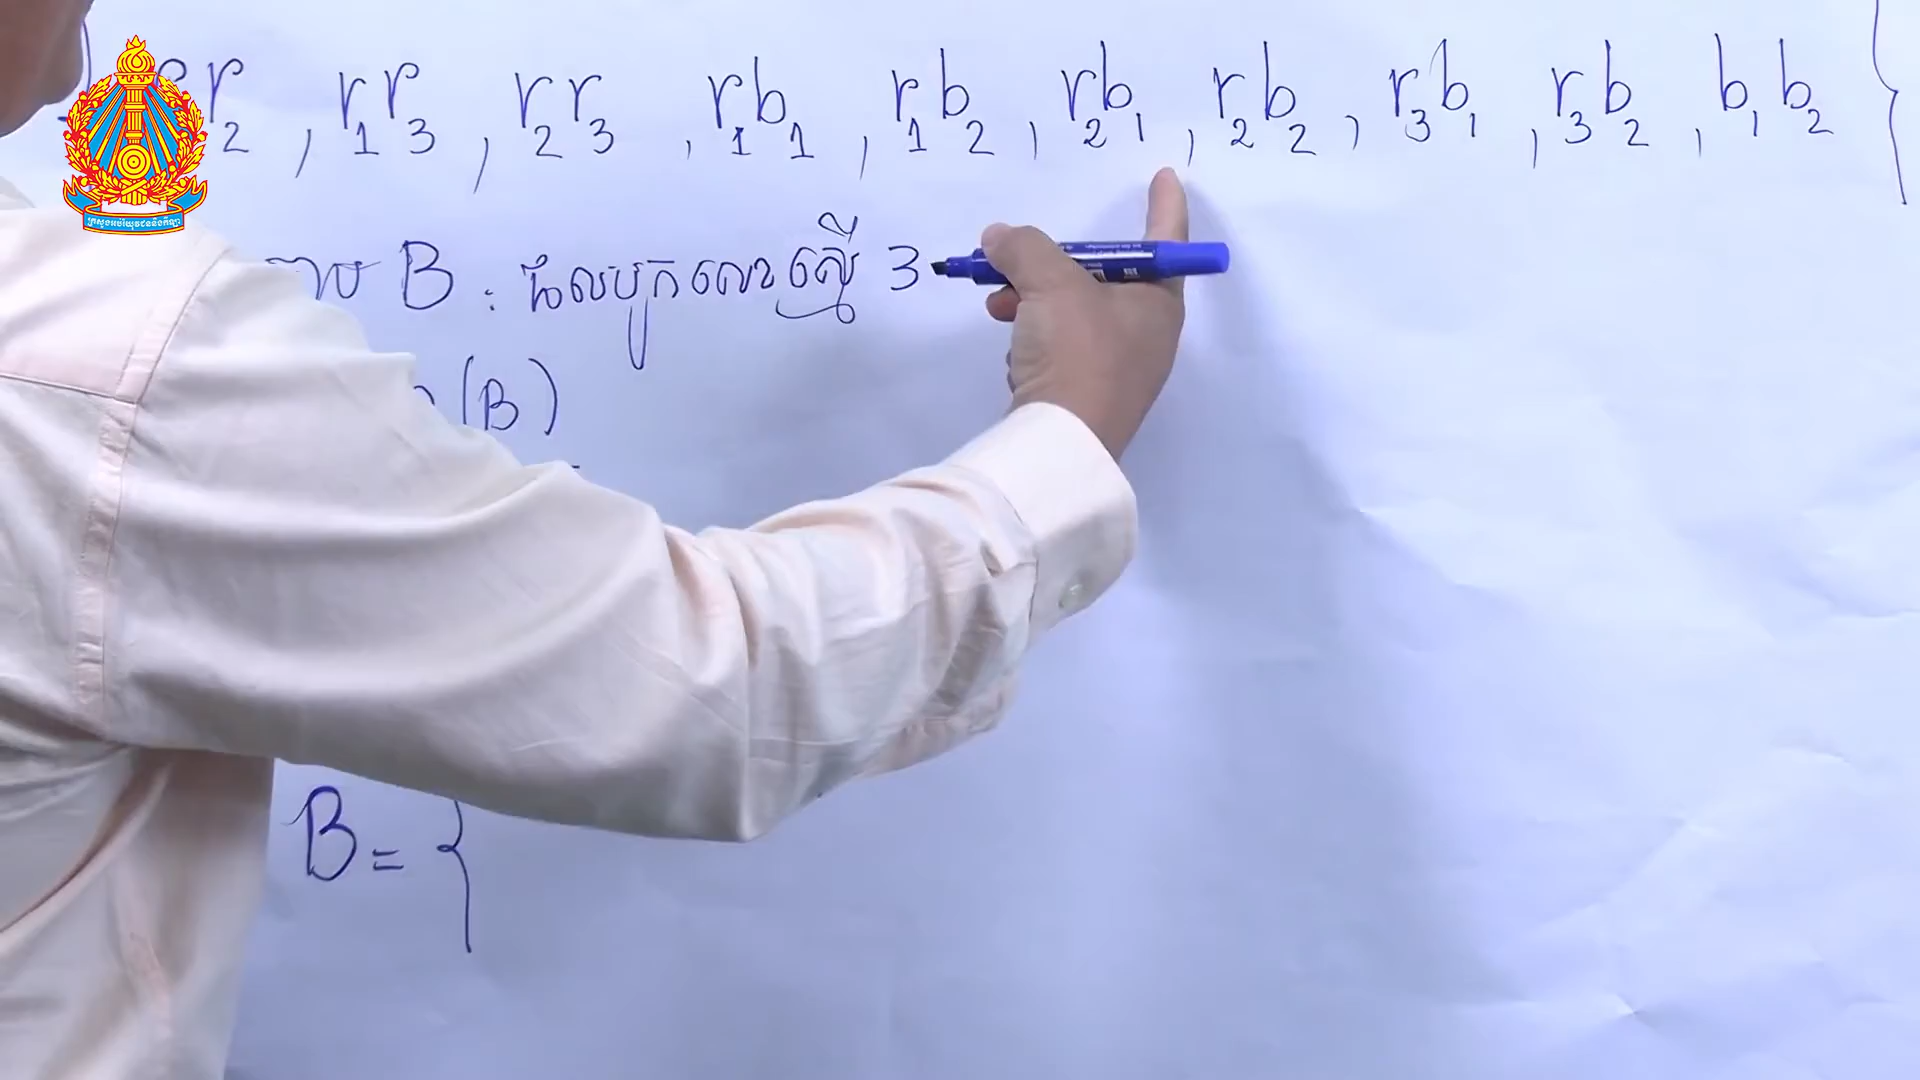 r₂ , r₁r₃ , r₂r₃ , r₁b₁ , r₁b₂ , r₂b₁ , r₂b₂ , r₃b₁ , r₃b₂ , b₁b₂ }
B : ផលបូកលេខស្មើ 3
(B)
B = {